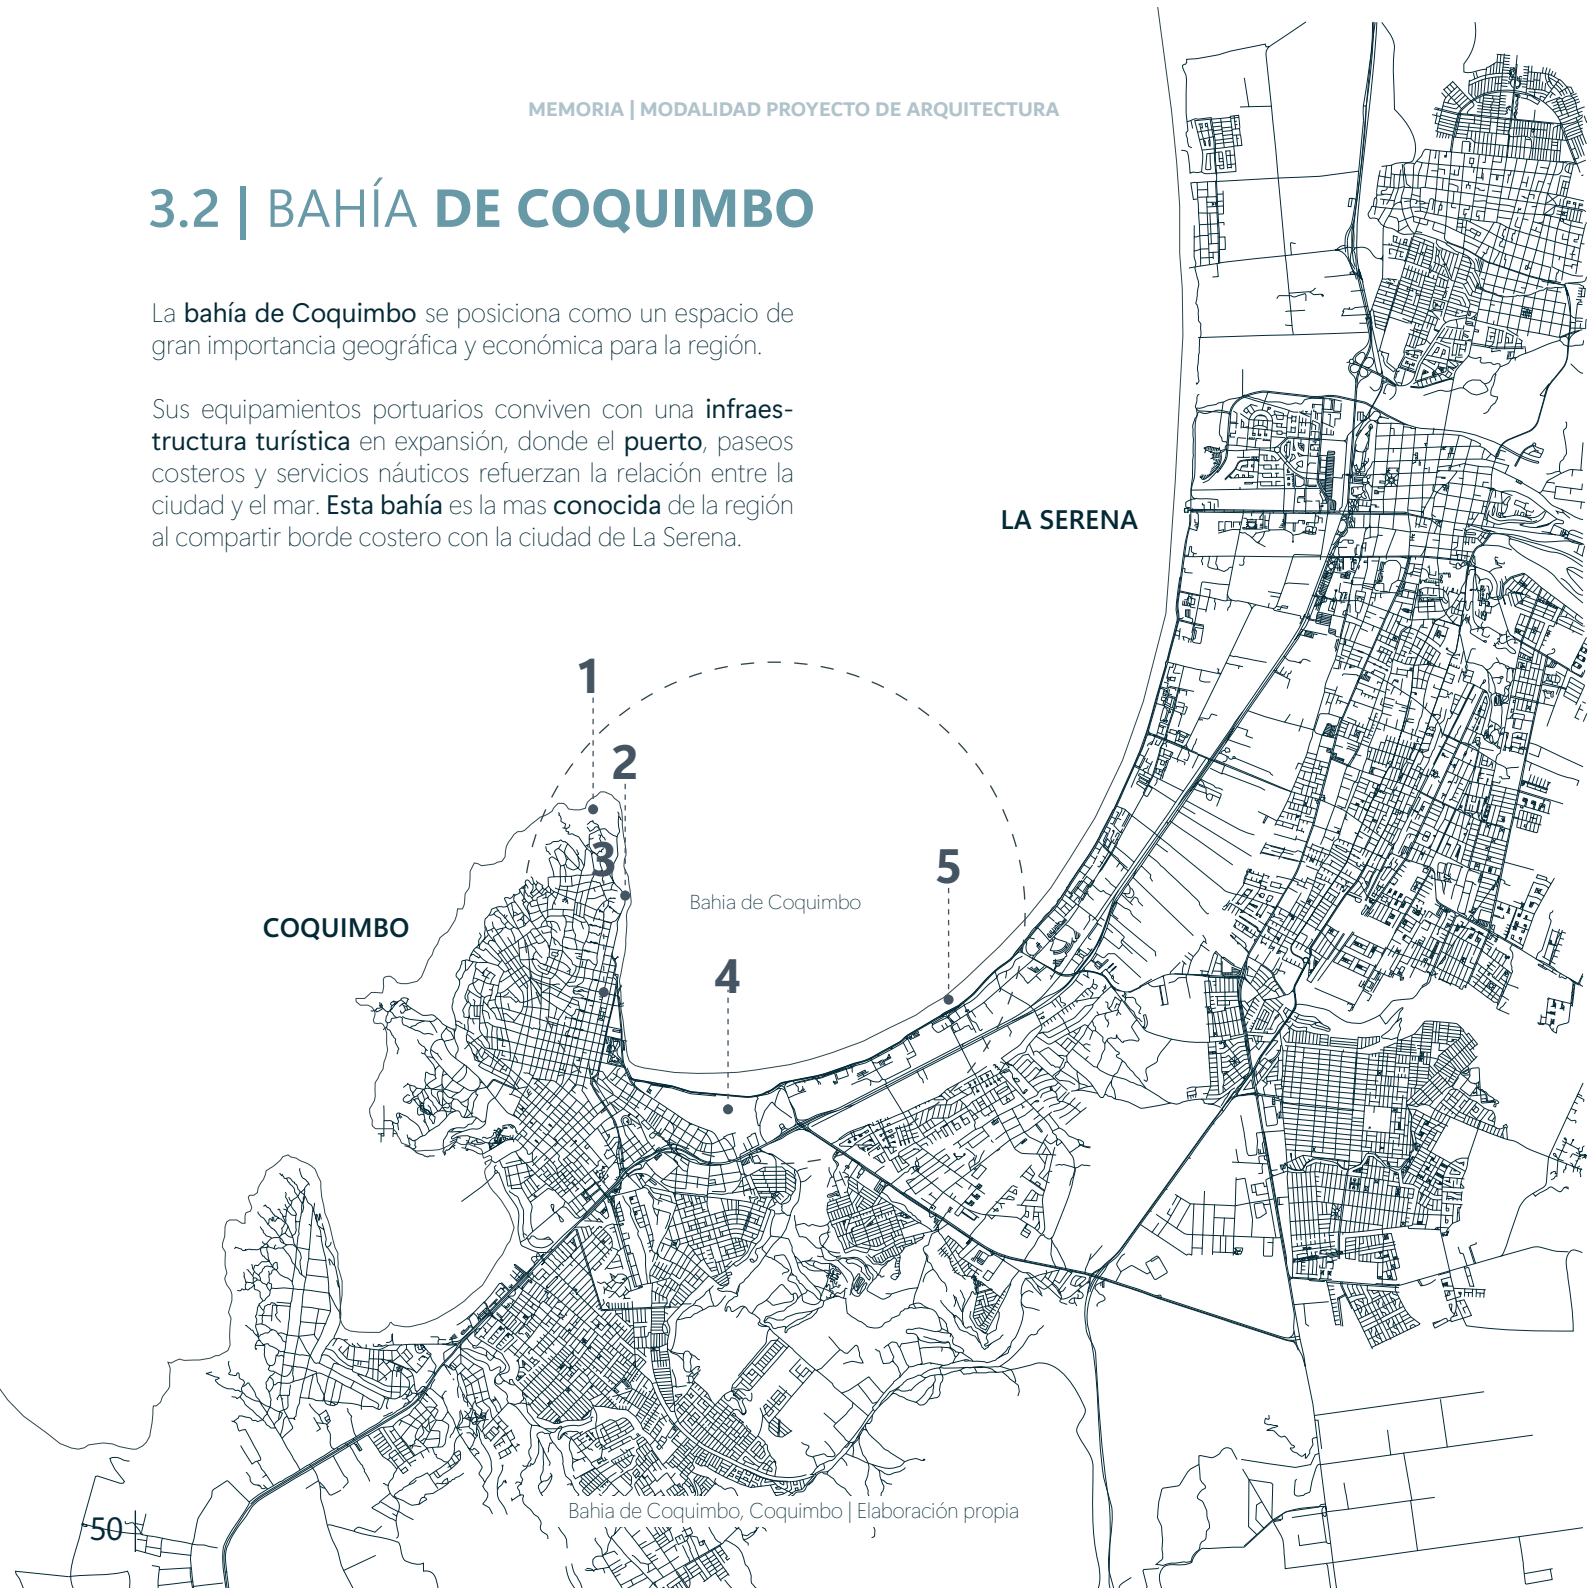 MEMORIA | MODALIDAD PROYECTO DE ARQUITECTURA
3.2 | BAHÍA DE COQUIMBO
La bahía de Coquimbo se posiciona como un espacio de
gran importancia geográfica y económica para la región.
Sus equipamientos portuarios conviven con una infraes-
tructura turística en expansión, donde el puerto, paseos
costeros y servicios náuticos refuerzan la relación entre la
ciudad y el mar. Esta bahía es la mas conocida de la región
al compartir borde costero con la ciudad de La Serena.
LA SERENA
1
2
3
5
Bahia de Coquimbo
COQUIMBO
4
Bahia de Coquimbo, Coquimbo | Elaboración propia
50